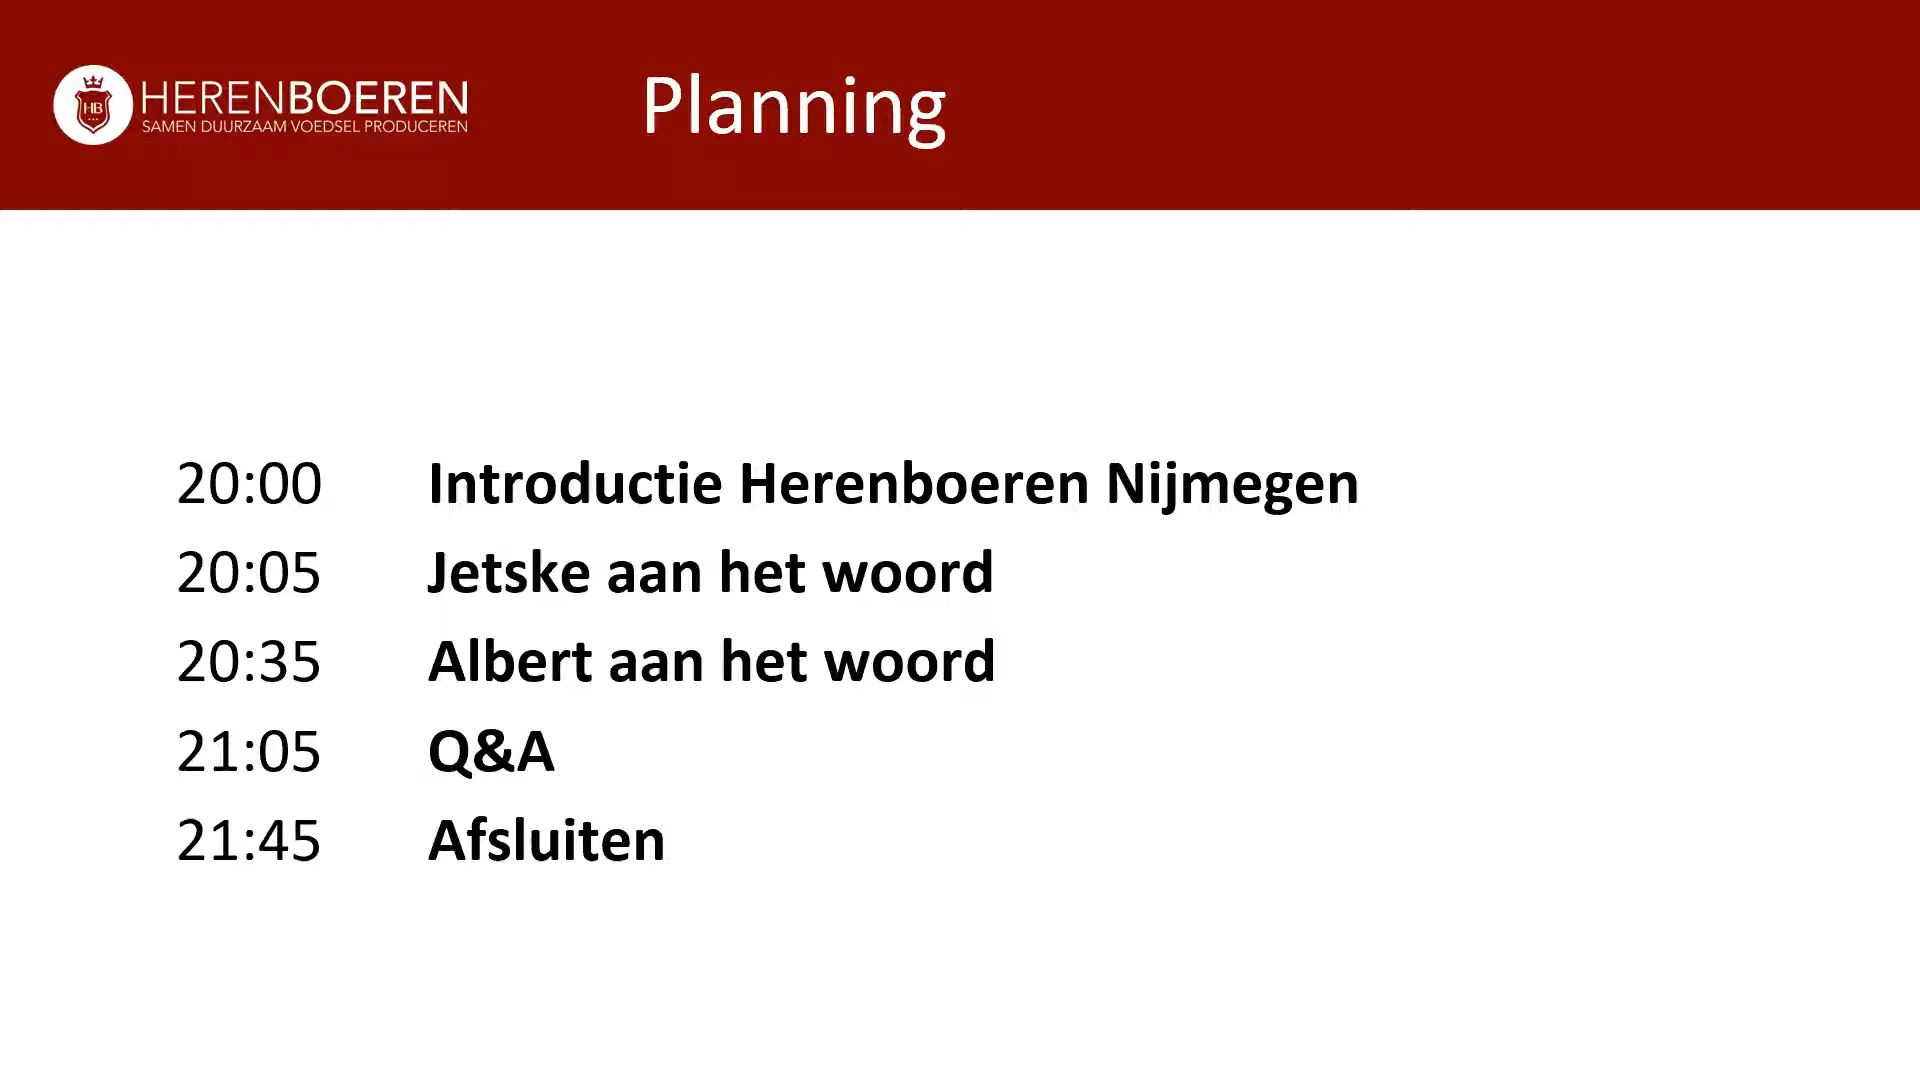 HB
HERENBOEREN
SAMEN DUURZAAM VOEDSEL PRODUCEREN
Planning
20:00 Introductie Herenboeren Nijmegen
20:05 Jetske aan het woord
20:35 Albert aan het woord
21:05 Q&A
21:45 Afsluiten